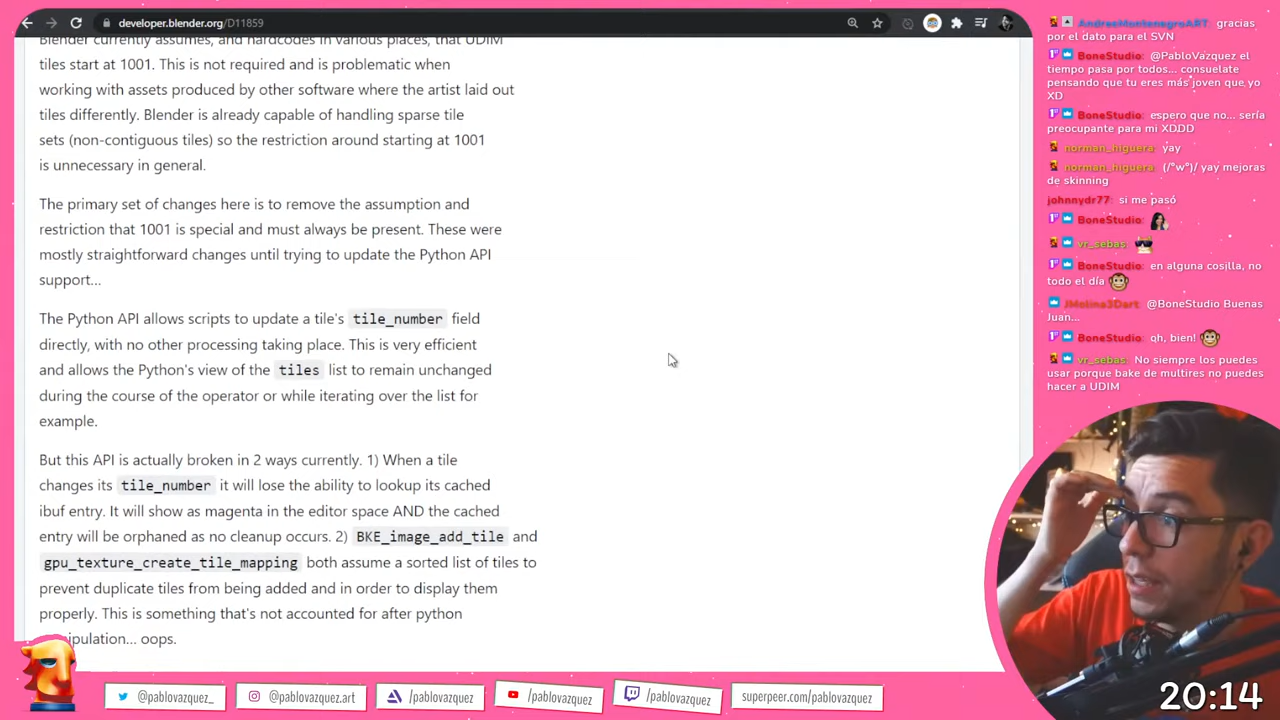 developer.blender.org/D11859
Blender currently assumes, and hardcodes in various places, that UDIM
tiles start at 1001. This is not required and is problematic when
working with assets produced by other software where the artist laid out
tiles differently. Blender is already capable of handling sparse tile
sets (non-contiguous tiles) so the restriction around starting at 1001
is unnecessary in general.
The primary set of changes here is to remove the assumption and
restriction that 1001 is special and must always be present. These were
mostly straightforward changes until trying to update the Python API
support...
The Python API allows scripts to update a tile's tile_number field
directly, with no other processing taking place. This is very efficient
and allows the Python's view of the tiles list to remain unchanged
during the course of the operator or while iterating over the list for
example.
But this API is actually broken in 2 ways currently. 1) When a tile
changes its tile_number it will lose the ability to lookup its cached
ibuf entry. It will show as magenta in the editor space AND the cached
entry will be orphaned as no cleanup occurs. 2) BKE_image_add_tile and
gpu_texture_create_tile_mapping both assume a sorted list of tiles to
prevent duplicate tiles from being added and in order to display them
properly. This is something that's not accounted for after python
ipulation... oops.
AndresMontenegroART gracias
por el dato para el SVN
BoneStudio: @PabloVazquez el
tiempo pasa por todos... consuelate
pensando que tu eres más joven que yo
XD
BoneStudio: espero que no... sería
preocupante para mi XD,DD
norman_higuera: yay
norman_higuera: (/°w°)/ yay mejoras
de skinning
johnnydr77: si me pasó
BoneStudio:
vr_sebas:
BoneStudio: en alguna cosilla, no
todo el día
JMolina3Dart: @BoneStudio Buenas
Juan...
BoneStudio: qh, bien!
vr_sebas: No siempre los puedes
usar porque bake de multires no puedes
hacer a UDIM
@pablovazquez_
@pablovazquez.art
/pablovazquez
/pablovazquez
/pablovazquez
superpeer.com/pablovazquez
20:14